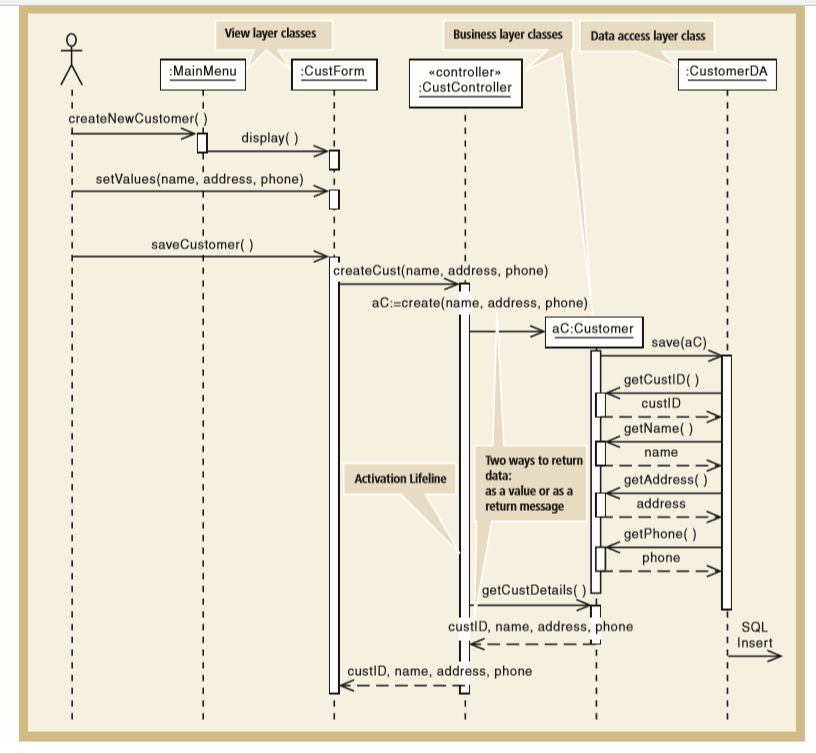 View layer classes
Business layer classes
Data access layer class
:MainMenu
:CustForm
«controller»
:CustController
:CustomerDA
createNewCustomer( )
display( )
setValues(name, address, phone)
saveCustomer( )
createCust(name, address, phone)
aC:=create(name, address, phone)
aC:Customer
save(aC)
getCustID( )
custID
getName( )
name
getAddress( )
address
getPhone( )
phone
Activation Lifeline
Two ways to return
data:
as a value or as a
return message
getCustDetails( )
custID, name, address, phone
SQL
Insert
custID, name, address, phone